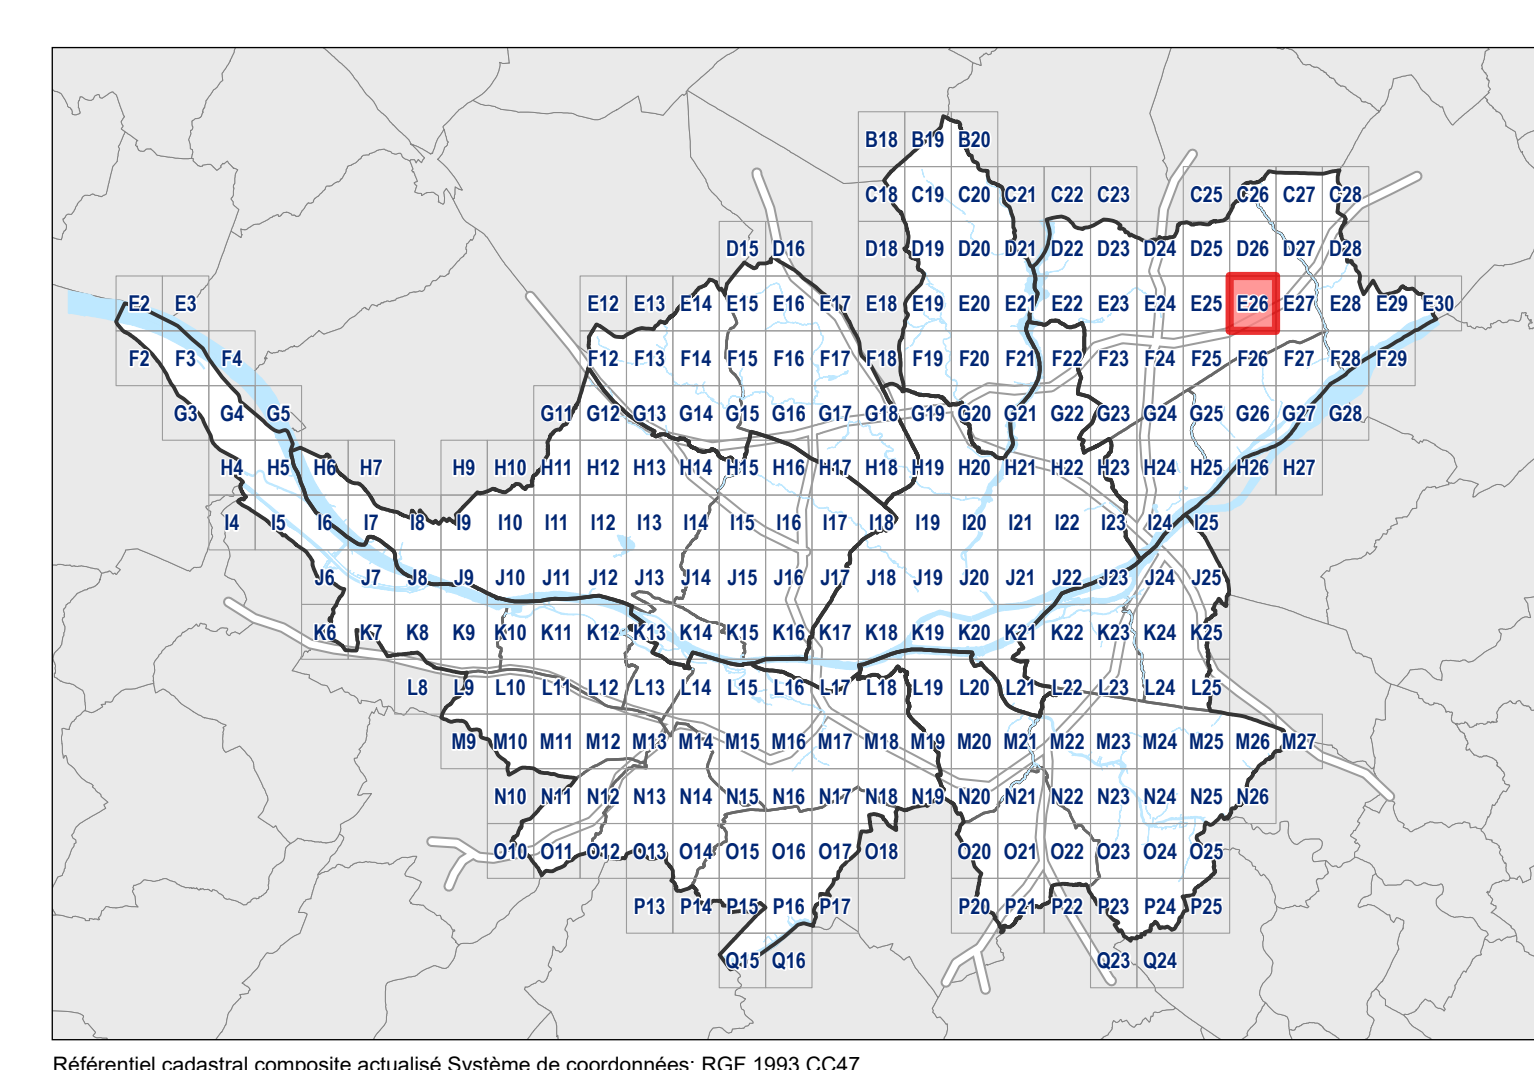 B18 B19 B20
C18 C19 C20 C21 C22 C23 C25 C26 C27 C28
D15 D16 D18 D19 D20 D21 D22 D23 D24 D25 D26 D27 D28
E2 E3 E12 E13 E14 E15 E16 E17 E18 E19 E20 E21 E22 E23 E24 E25 E26 E27 E28 E29 E30
F2 F3 F4 F12 F13 F14 F15 F16 F17 F18 F19 F20 F21 F22 F23 F24 F25 F26 F27 F28 F29
G3 G4 G5 G11 G12 G13 G14 G15 G16 G17 G18 G19 G20 G21 G22 G23 G24 G25 G26 G27 G28
H4 H5 H6 H7 H9 H10 H11 H12 H13 H14 H15 H16 H17 H18 H19 H20 H21 H22 H23 H24 H25 H26 H27
I4 I5 I6 I7 I8 I9 I10 I11 I12 I13 I14 I15 I16 I17 I18 I19 I20 I21 I22 I23 I24 I25
J6 J7 J8 J9 J10 J11 J12 J13 J14 J15 J16 J17 J18 J19 J20 J21 J22 J23 J24 J25
K6 K7 K8 K9 K10 K11 K12 K13 K14 K15 K16 K17 K18 K19 K20 K21 K22 K23 K24 K25
L8 L9 L10 L11 L12 L13 L14 L15 L16 L17 L18 L19 L20 L21 L22 L23 L24 L25
M9 M10 M11 M12 M13 M14 M15 M16 M17 M18 M19 M20 M21 M22 M23 M24 M25 M26 M27
N10 N11 N12 N13 N14 N15 N16 N17 N18 N19 N20 N21 N22 N23 N24 N25 N26
O10 O11 O12 O13 O14 O15 O16 O17 O18 O20 O21 O22 O23 O24 O25
P13 P14 P15 P16 P17 P20 P21 P22 P23 P24 P25
Q15 Q16 Q23 Q24
Référentiel cadastral composite actualisé Système de coordonnées: RGF 1993 CC47